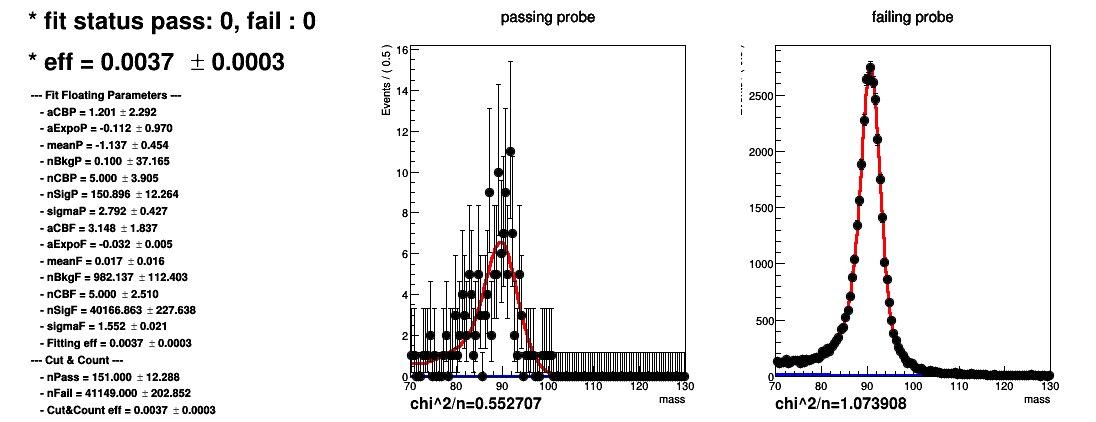 * fit status pass: 0, fail : 0
* eff = 0.0037 ± 0.0003
--- Fit Floating Parameters ---
- aCBP = 1.201 ± 2.292
- aExpoP = -0.112 ± 0.970
- meanP = -1.137 ± 0.454
- nBkgP = 0.100 ± 37.165
- nCBP = 5.000 ± 3.905
- nSigP = 150.896 ± 12.264
- sigmaP = 2.792 ± 0.427
- aCBF = 3.148 ± 1.837
- aExpoF = -0.032 ± 0.005
- meanF = 0.017 ± 0.016
- nBkgF = 982.137 ± 112.403
- nCBF = 5.000 ± 2.510
- nSigF = 40166.863 ± 227.638
- sigmaF = 1.552 ± 0.021
- Fitting eff = 0.0037 ± 0.0003
--- Cut & Count ---
- nPass = 151.000 ± 12.288
- nFail = 41149.000 ± 202.852
- Cut&Count eff = 0.0037 ± 0.0003
passing probe
Events / ( 0.5 )
16
14
12
10
8
6
4
2
0
70 80 90 100 110 120 130
mass
chi^2/n=0.552707
failing probe
2500
2000
1500
1000
500
0
70 80 90 100 110 120 130
mass
chi^2/n=1.073908